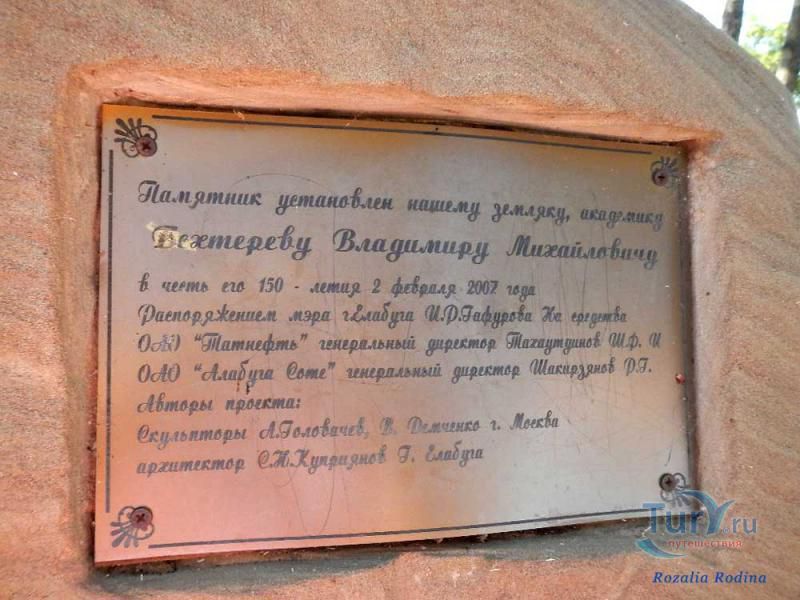 Памятник установлен нашему земляку, академику
Бехтереву Владимиру Михайловичу
в честь его 150 - летия 2 февраля 2007 года
Распоряжением мэра г.Елабуга И.Р.Гафурова На средства
ОАО "Татнефть" генеральный директор Тахаутдинов Ш.Ф. И
ОАО "Алабуга Соте" генеральный директор Шакирзянов Р.Г.
Авторы проекта:
Скульпторы А.Головачев, В. Демченко г. Москва
архитектор С.Н.Куприянов Г. Елабуга
TurY.ru
путешествия
Rozalia Rodina